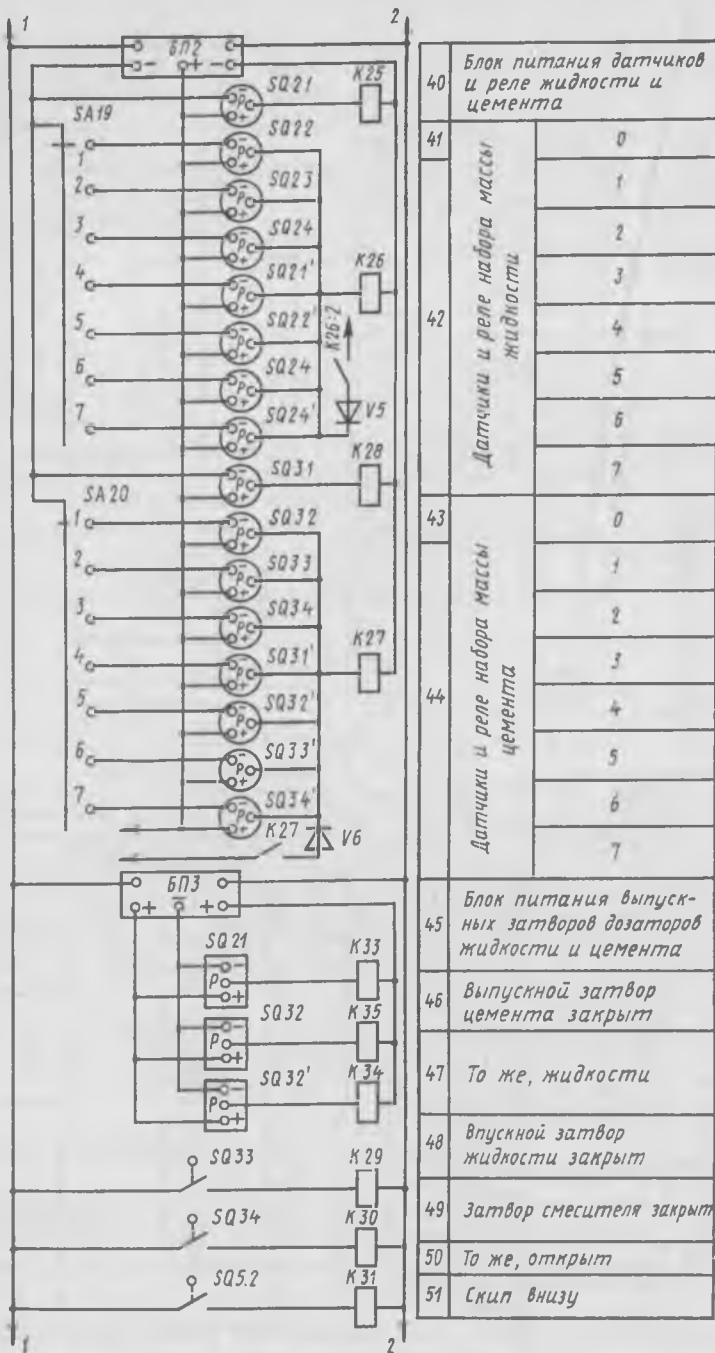 1
2
БП2
- + -
SQ21
K25
SA19
SQ22
1
SQ23
2
SQ24
3
SQ21'
K26
4
SQ22'
K26:2
5
SQ24
6
SQ24'
V5
7
SQ31
K28
SA20
SQ32
1
SQ33
2
SQ34
3
SQ31'
K27
4
SQ32'
5
SQ33'
6
SQ34'
7
K27
V6
БП3
+ - +
SQ21
K33
- P +
SQ32
K35
- P +
SQ32'
K34
- P +
SQ33
K29
SQ34
K30
SQ5.2
K31
1
2
40
Блок питания датчиков
и реле жидкости и
цемента
41
0
42
Датчики и реле набора массы
жидкости
1
2
3
4
5
6
7
43
0
44
Датчики и реле набора массы
цемента
1
2
3
4
5
6
7
45
Блок питания выпуск-
ных затворов дозаторов
жидкости и цемента
46
Выпускной затвор
цемента закрыт
47
То же, жидкости
48
Впускной затвор
жидкости закрыт
49
Затвор смесителя закрыт
50
То же, открыт
51
Скип внизу